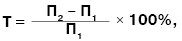 Т = (П₂ – П₁) / П₁ × 100%,